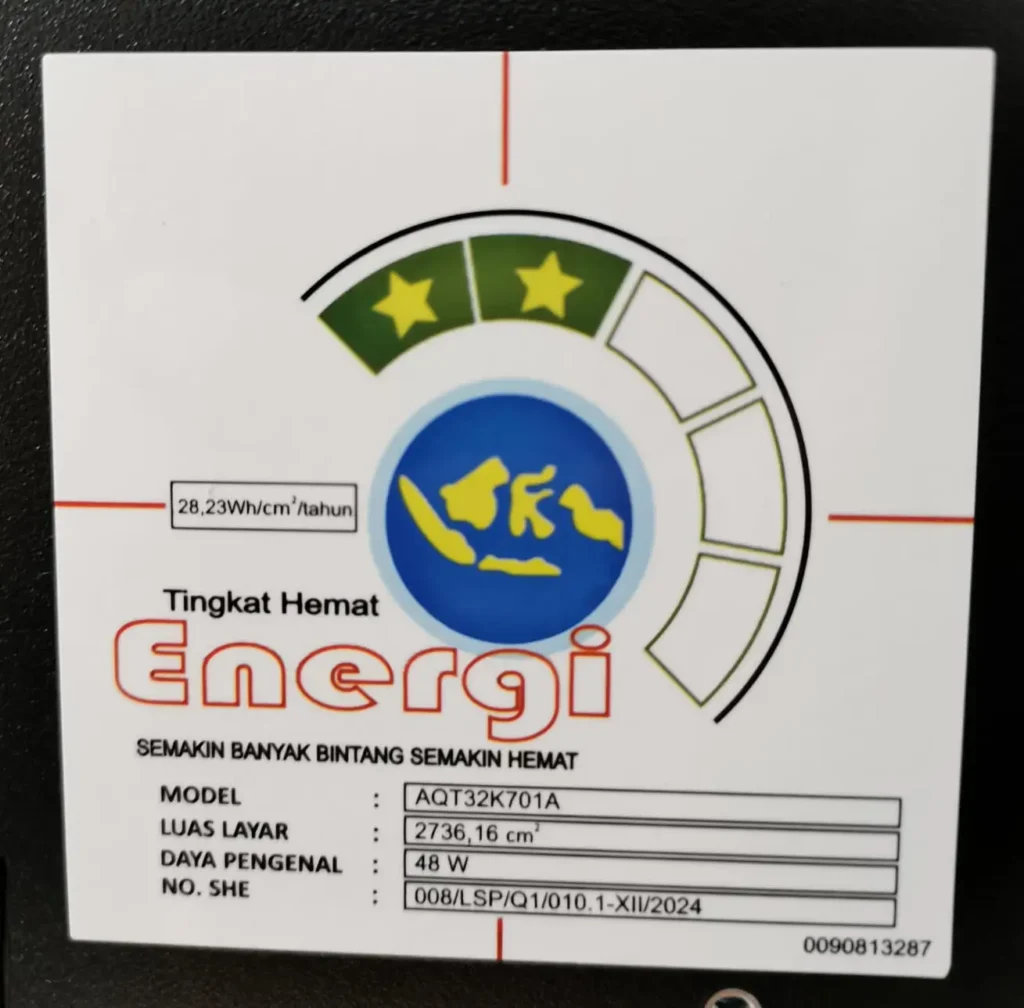 28,23Wh/cm²/tahun
Tingkat Hemat
Energi
SEMAKIN BANYAK BINTANG SEMAKIN HEMAT
MODEL : AQT32K701A
LUAS LAYAR : 2736,16 cm²
DAYA PENGENAL : 48 W
NO. SHE : 008/LSP/Q1/010.1-XII/2024
0090813287